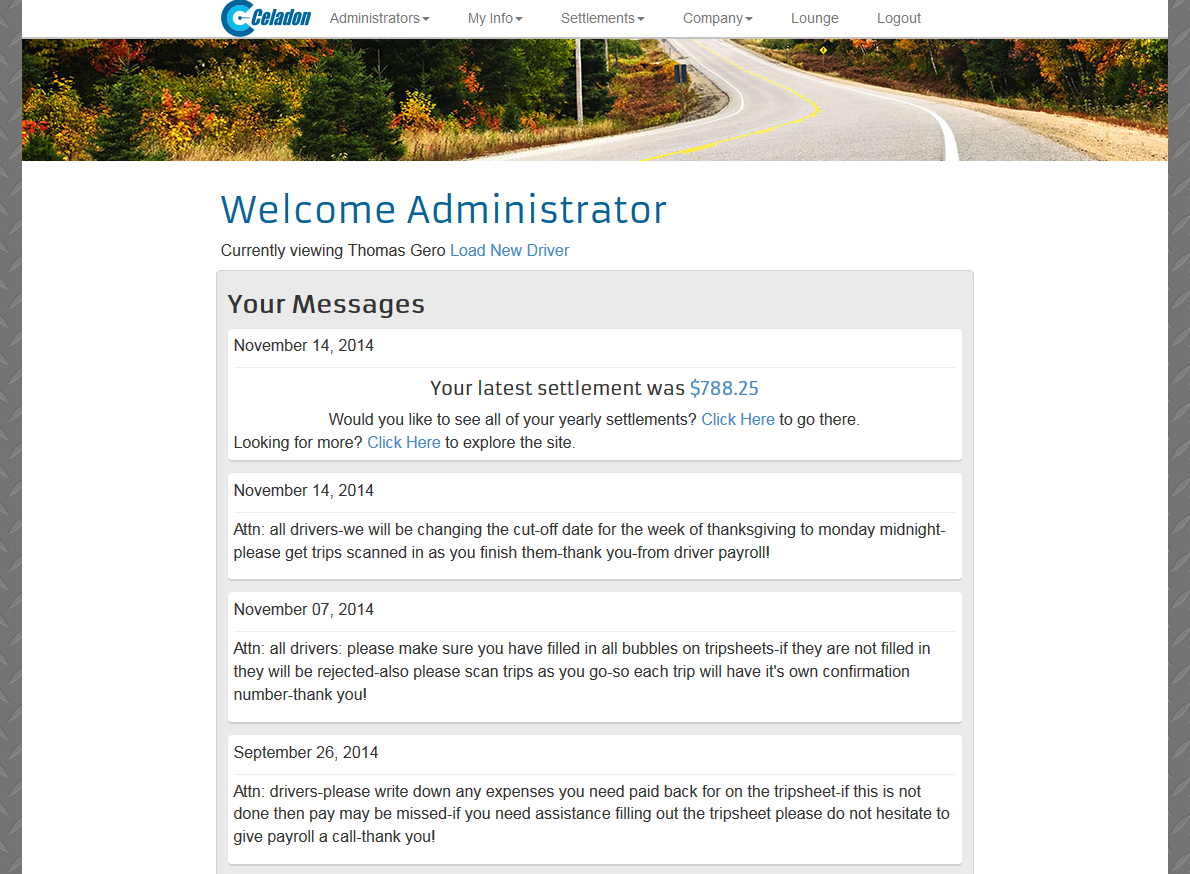 Celadon Administrators My Info Settlements Company Lounge Logout
Welcome Administrator
Currently viewing Thomas Gero Load New Driver
Your Messages
November 14, 2014
Your latest settlement was $788.25
Would you like to see all of your yearly settlements? Click Here to go there.
Looking for more? Click Here to explore the site.
November 14, 2014
Attn: all drivers-we will be changing the cut-off date for the week of thanksgiving to monday midnight-
please get trips scanned in as you finish them-thank you-from driver payroll!
November 07, 2014
Attn: all drivers: please make sure you have filled in all bubbles on tripsheets-if they are not filled in
they will be rejected-also please scan trips as you go-so each trip will have it's own confirmation
number-thank you!
September 26, 2014
Attn: drivers-please write down any expenses you need paid back for on the tripsheet-if this is not
done then pay may be missed-if you need assistance filling out the tripsheet please do not hesitate to
give payroll a call-thank you!